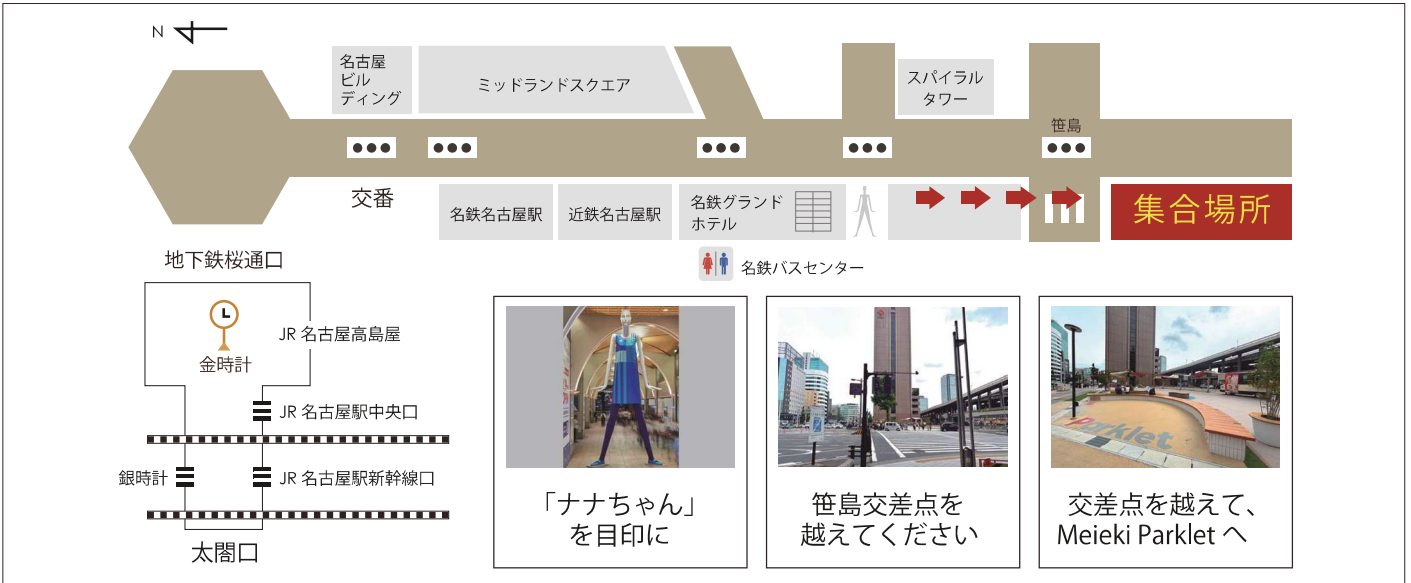 N
名古屋
ビル
ディング
ミッドランドスクエア
スパイラル
タワー
笹島
交番
名鉄名古屋駅
近鉄名古屋駅
名鉄グランド
ホテル
集合場所
名鉄バスセンター
地下鉄桜通口
JR 名古屋高島屋
金時計
JR 名古屋駅中央口
銀時計
JR 名古屋駅新幹線口
太閤口
「ナナちゃん」
を目印に
笹島交差点を
越えてください
Parklet
交差点を越えて、
Meieki Parklet へ